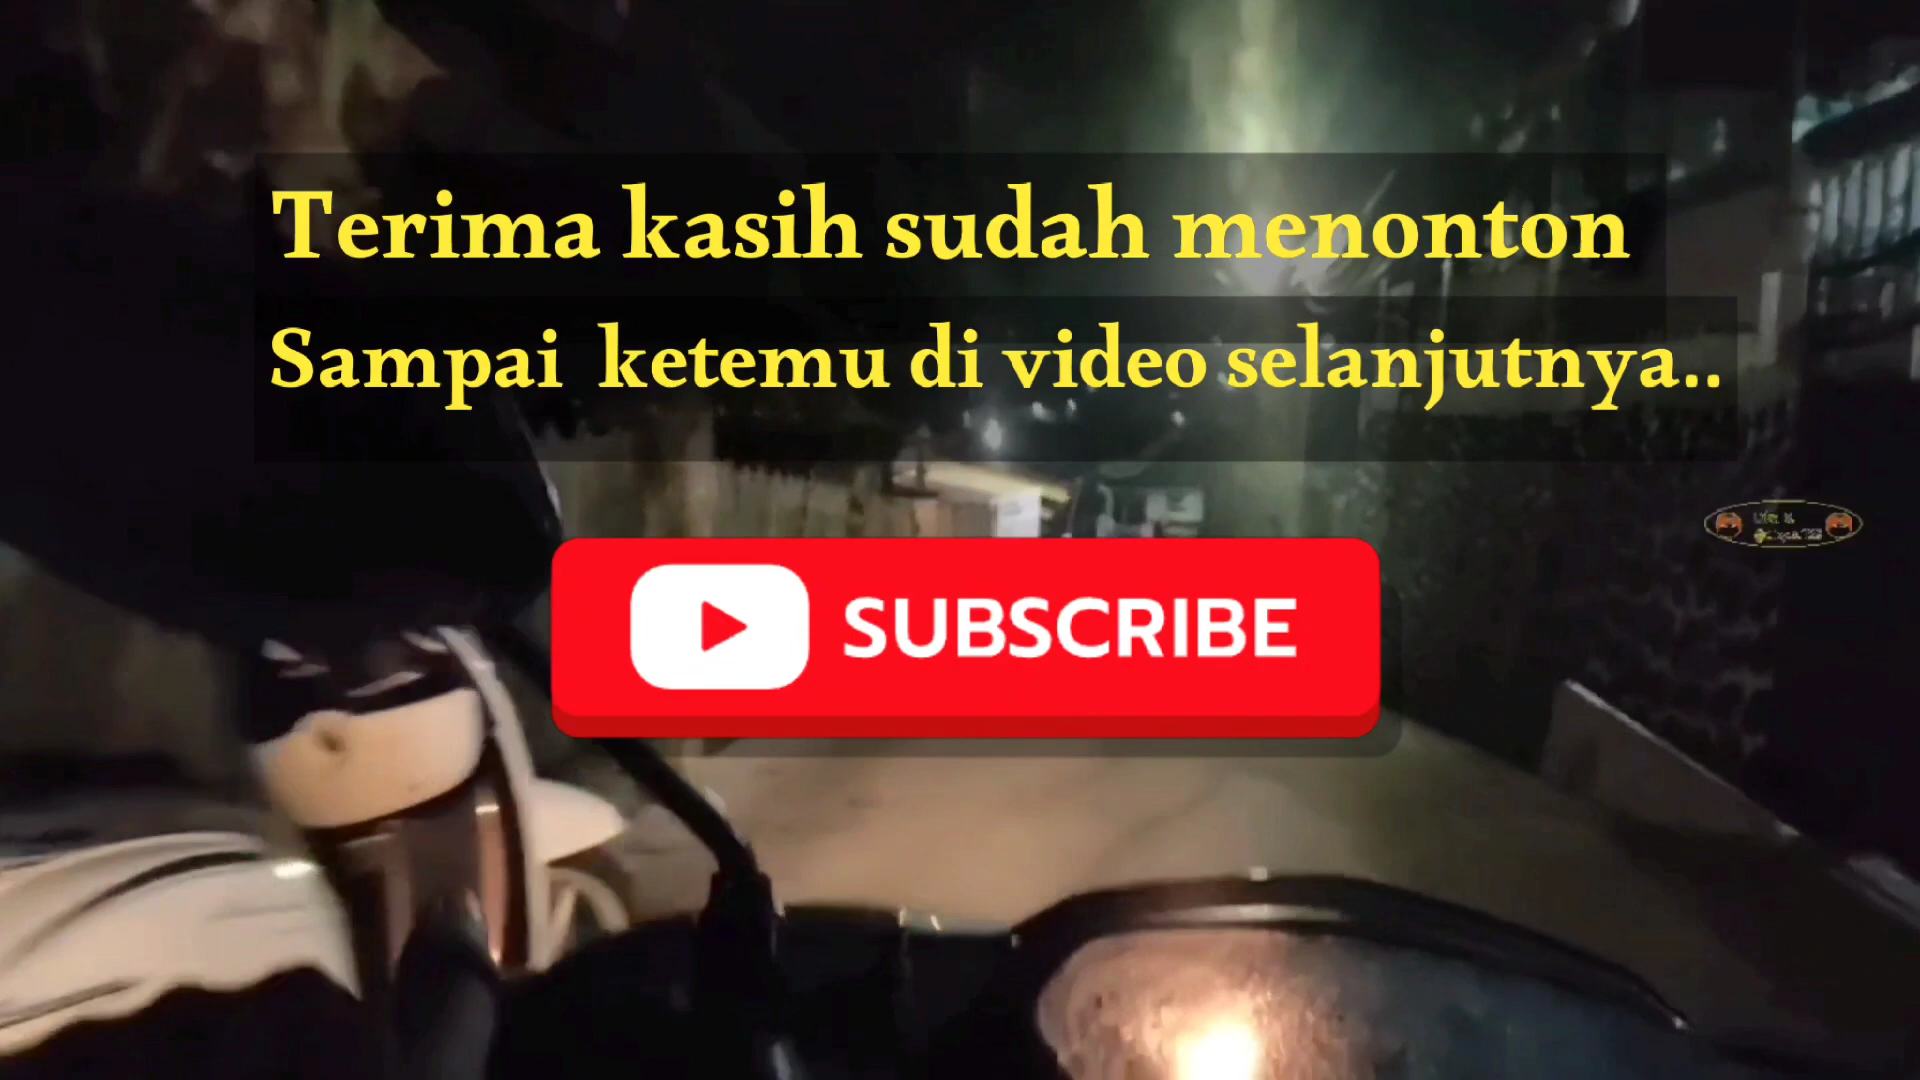 Terima kasih sudah menonton
Sampai ketemu di video selanjutnya..
SUBSCRIBE